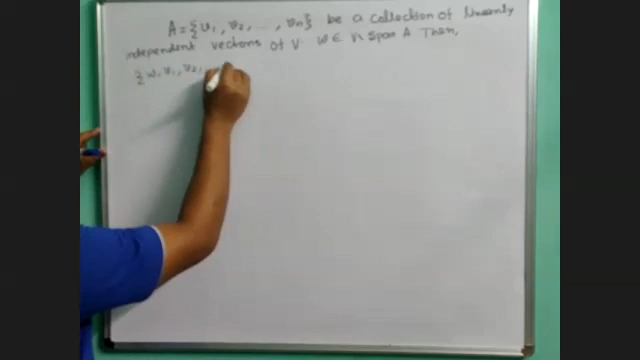 A = {v₁, v₂, ..., vₙ} be a collection of linearly
independent vectors of V. w ∈ V\ span A Then,
{w, v₁, v₂,